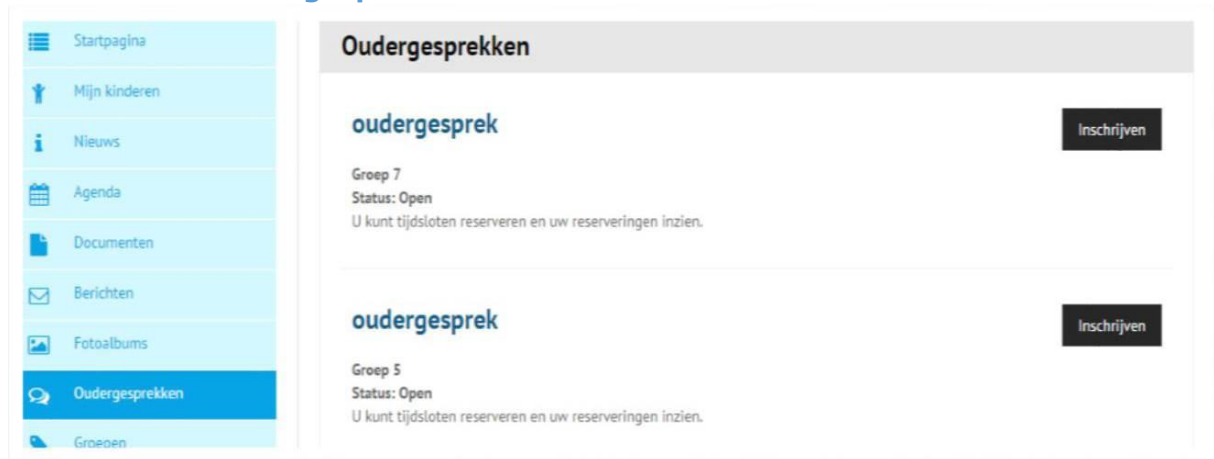 Startpagina
Mijn kinderen
Nieuws
Agenda
Documenten
Berichten
Fotoalbums
Oudergesprekken
Groepen
Oudergesprekken
oudergesprek
Inschrijven
Groep 7
Status: Open
U kunt tijdsloten reserveren en uw reserveringen inzien.
oudergesprek
Inschrijven
Groep 5
Status: Open
U kunt tijdsloten reserveren en uw reserveringen inzien.